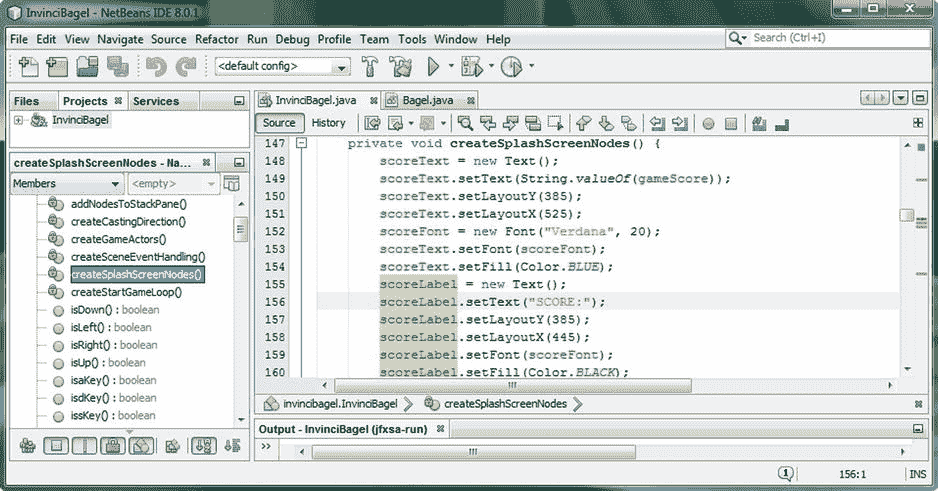 InvinciBagel - NetBeans IDE 8.0.1
File Edit View Navigate Source Refactor Run Debug Profile Team Tools Window Help
Search (Ctrl+I)
<default config>
Files Projects Services
InvinciBagel
createSplashScreenNodes() - Na...
Members <empty>
addNodesToStackPane()
createCastingDirection()
createGameActors()
createSceneEventHandling()
createSplashScreenNodes()
createStartGameLoop()
isDown() : boolean
isLeft() : boolean
isRight() : boolean
isUp() : boolean
isaKey() : boolean
isdKey() : boolean
issKey() : boolean
InvinciBagel.java Bagel.java
Source History
147 private void createSplashScreenNodes() {
148 scoreText = new Text();
149 scoreText.setText(String.valueOf(gameScore));
150 scoreText.setLayoutY(385);
151 scoreText.setLayoutX(525);
152 scoreFont = new Font("Verdana", 20);
153 scoreText.setFont(scoreFont);
154 scoreText.setFill(Color.BLUE);
155 scoreLabel = new Text();
156 scoreLabel.setText("SCORE:");
157 scoreLabel.setLayoutY(385);
158 scoreLabel.setLayoutX(445);
159 scoreLabel.setFont(scoreFont);
160 scoreLabel.setFill(Color.BLACK);
invincibagel.InvinciBagel createSplashScreenNodes
Output - InvinciBagel (jfxsa-run)
1 156:1 INS